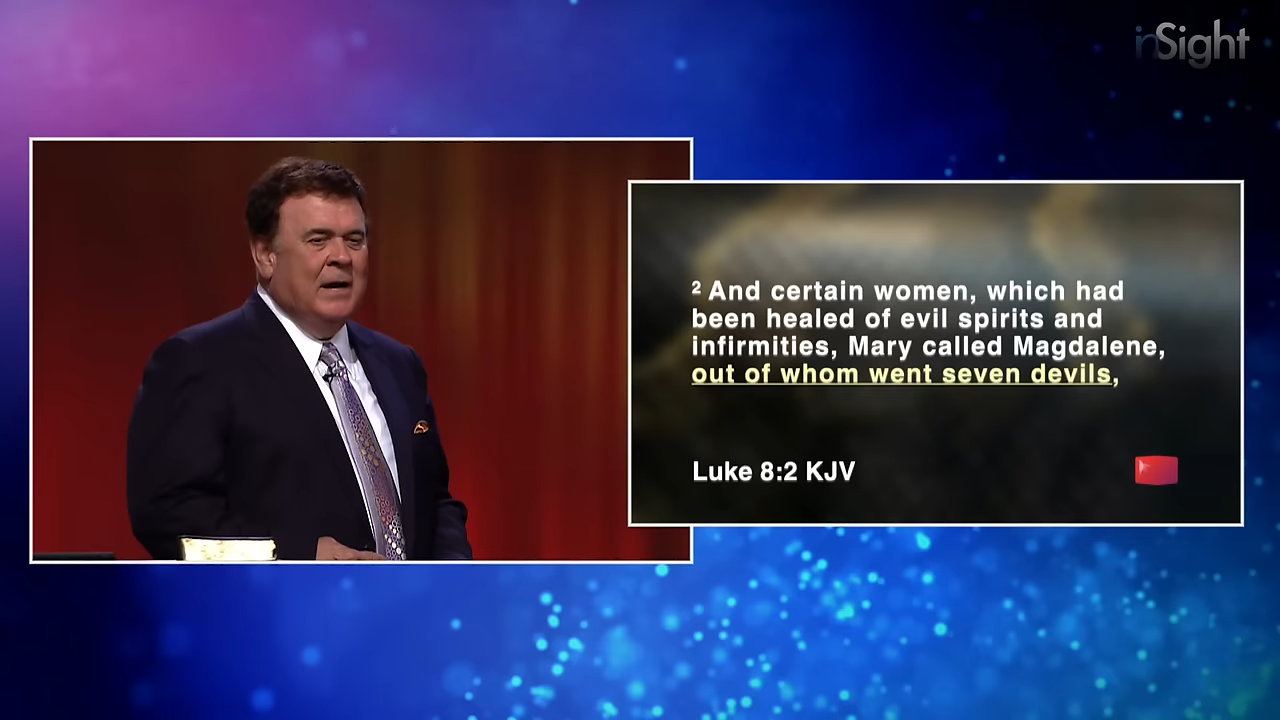 inSight
² And certain women, which had
been healed of evil spirits and
infirmities, Mary called Magdalene,
out of whom went seven devils,
Luke 8:2 KJV